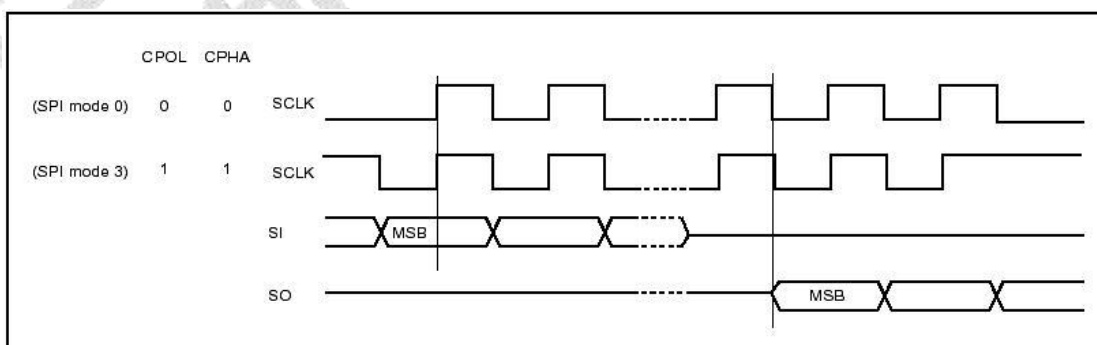 CPOL CPHA
(SPI mode 0) 0 0 SCLK
(SPI mode 3) 1 1 SCLK
SI MSB
SO MSB